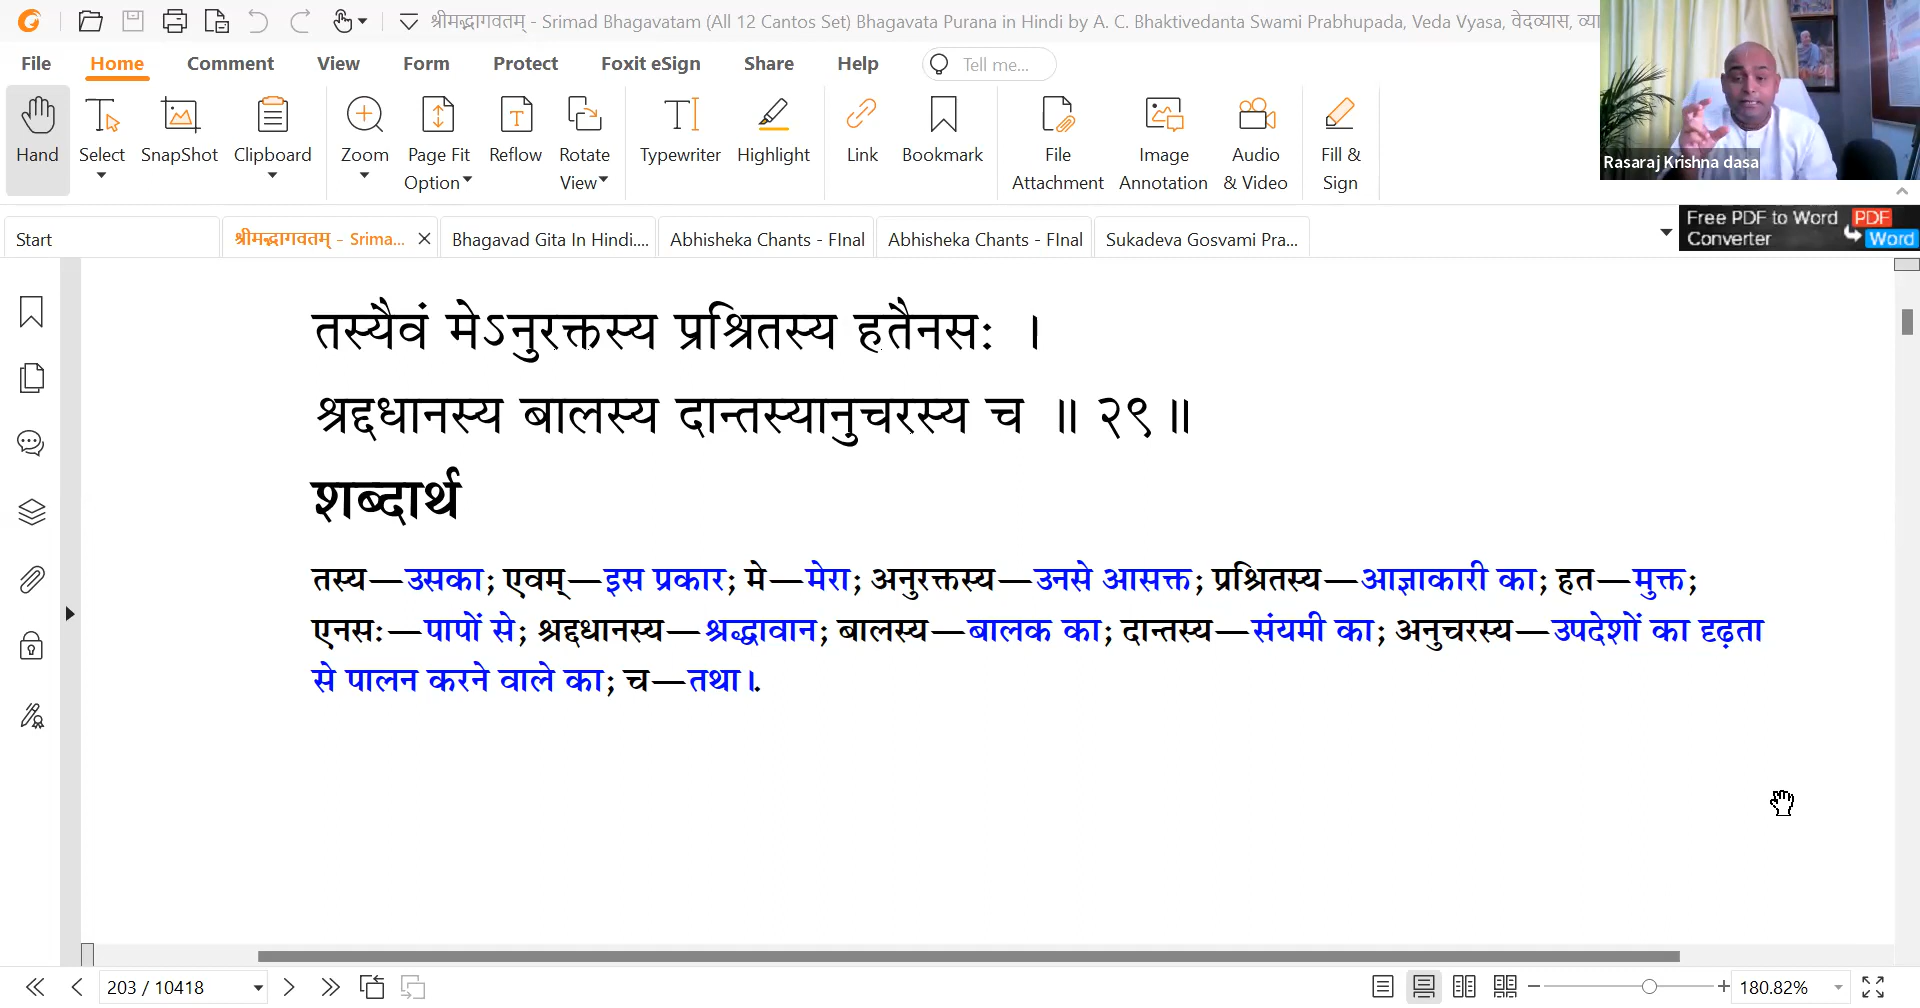 श्रीमद्भागवतम् - Srimad Bhagavatam (All 12 Cantos Set) Bhagavata Purana in Hindi by A. C. Bhaktivedanta Swami Prabhupada, Veda Vyasa, वेदव्यास, व्या
File Home Comment View Form Protect Foxit eSign Share Help Tell me...
Hand Select SnapShot Clipboard Zoom Page Fit Option Reflow Rotate View Typewriter Highlight Link Bookmark File Attachment Image Annotation Audio & Video Fill & Sign
Rasaraj Krishna dasa
Start श्रीमद्भागवतम् - Srima... Bhagavad Gita In Hindi.... Abhisheka Chants - FInal Abhisheka Chants - FInal Sukadeva Gosvami Pra...
Free PDF to Word PDF
Converter Word
तस्यैवं मेऽनुरक्तस्य प्रश्रितस्य हतैनसः ।
श्रद्दधानस्य बालस्य दान्तस्यानुचरस्य च ॥ २९॥
शब्दार्थ
तस्य—उसका; एवम्—इस प्रकार; मे—मेरा; अनुरक्तस्य—उनसे आसक्त; प्रश्रितस्य—आज्ञाकारी का; हत—मुक्त;
एनसः—पापों से; श्रद्दधानस्य—श्रद्धावान; बालस्य—बालक का; दान्तस्य—संयमी का; अनुचरस्य—उपदेशों का दृढ़ता
से पालन करने वाले का; च—तथा।.
203 / 10418 180.82%